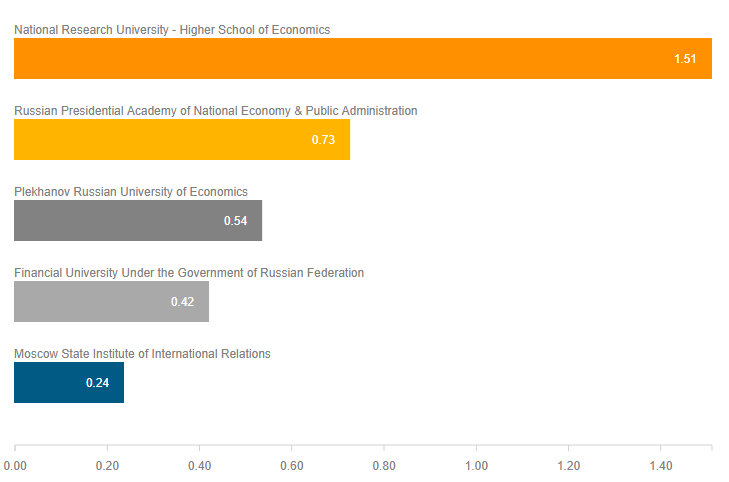 National Research University - Higher School of Economics
1.51
Russian Presidential Academy of National Economy & Public Administration
0.73
Plekhanov Russian University of Economics
0.54
Financial University Under the Government of Russian Federation
0.42
Moscow State Institute of International Relations
0.24
0.00 0.20 0.40 0.60 0.80 1.00 1.20 1.40